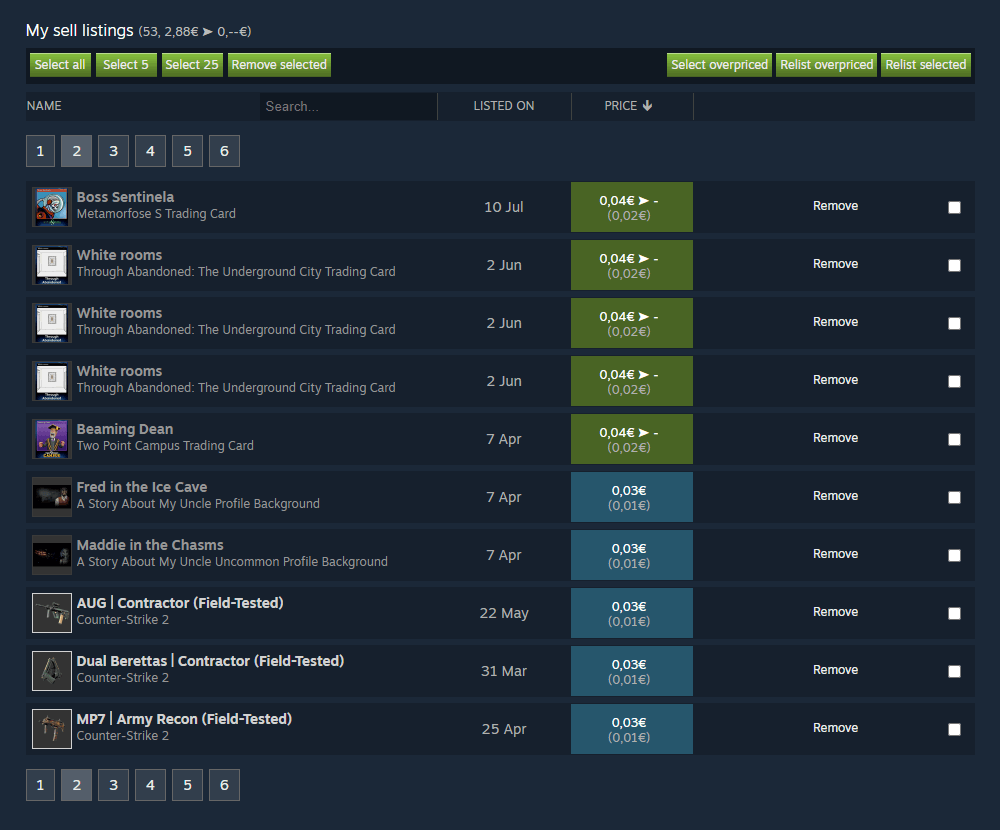 My sell listings (53, 2,88€ ➤ 0,--€)
Select all Select 5 Select 25 Remove selected Select overpriced Relist overpriced Relist selected
NAME Search... LISTED ON PRICE 🡳
1 2 3 4 5 6
Boss Sentinela
Metamorfose S Trading Card
10 Jul
0,04€ ➤ -
(0,02€)
Remove
White rooms
Through Abandoned: The Underground City Trading Card
2 Jun
0,04€ ➤ -
(0,02€)
Remove
White rooms
Through Abandoned: The Underground City Trading Card
2 Jun
0,04€ ➤ -
(0,02€)
Remove
White rooms
Through Abandoned: The Underground City Trading Card
2 Jun
0,04€ ➤ -
(0,02€)
Remove
Beaming Dean
Two Point Campus Trading Card
7 Apr
0,04€ ➤ -
(0,02€)
Remove
Fred in the Ice Cave
A Story About My Uncle Profile Background
7 Apr
0,03€
(0,01€)
Remove
Maddie in the Chasms
A Story About My Uncle Uncommon Profile Background
7 Apr
0,03€
(0,01€)
Remove
AUG | Contractor (Field-Tested)
Counter-Strike 2
22 May
0,03€
(0,01€)
Remove
Dual Berettas | Contractor (Field-Tested)
Counter-Strike 2
31 Mar
0,03€
(0,01€)
Remove
MP7 | Army Recon (Field-Tested)
Counter-Strike 2
25 Apr
0,03€
(0,01€)
Remove
1 2 3 4 5 6